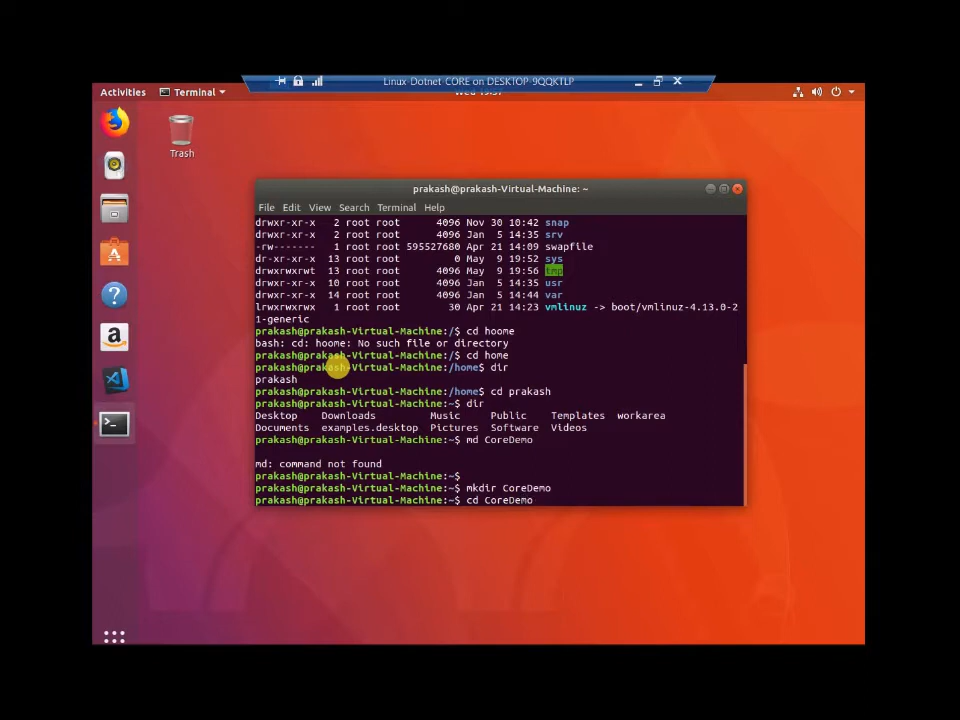 Linux-Dotnet-CORE on DESKTOP-9QQKTLP
Activities Terminal
Trash
prakash@prakash-Virtual-Machine: ~
File Edit View Search Terminal Help
drwxr-xr-x 2 root root 4096 Nov 30 10:42 snap
drwxr-xr-x 2 root root 4096 Jan 5 14:35 srv
-rw------- 1 root root 595527680 Apr 21 14:09 swapfile
dr-xr-xr-x 13 root root 0 May 9 19:52 sys
drwxrwxrwt 13 root root 4096 May 9 19:56 tmp
drwxr-xr-x 10 root root 4096 Jan 5 14:35 usr
drwxr-xr-x 14 root root 4096 Jan 5 14:44 var
lrwxrwxrwx 1 root root 30 Apr 21 14:23 vmlinuz -> boot/vmlinuz-4.13.0-2
1-generic
prakash@prakash-Virtual-Machine:/$ cd hoome
bash: cd: hoome: No such file or directory
prakash@prakash-Virtual-Machine:/$ cd home
prakash@prakash-Virtual-Machine:/home$ dir
prakash
prakash@prakash-Virtual-Machine:/home$ cd prakash
prakash@prakash-Virtual-Machine:~$ dir
Desktop Downloads Music Public Templates workarea
Documents examples.desktop Pictures Software Videos
prakash@prakash-Virtual-Machine:~$ md CoreDemo
md: command not found
prakash@prakash-Virtual-Machine:~$
prakash@prakash-Virtual-Machine:~$ mkdir CoreDemo
prakash@prakash-Virtual-Machine:~$ cd CoreDemo